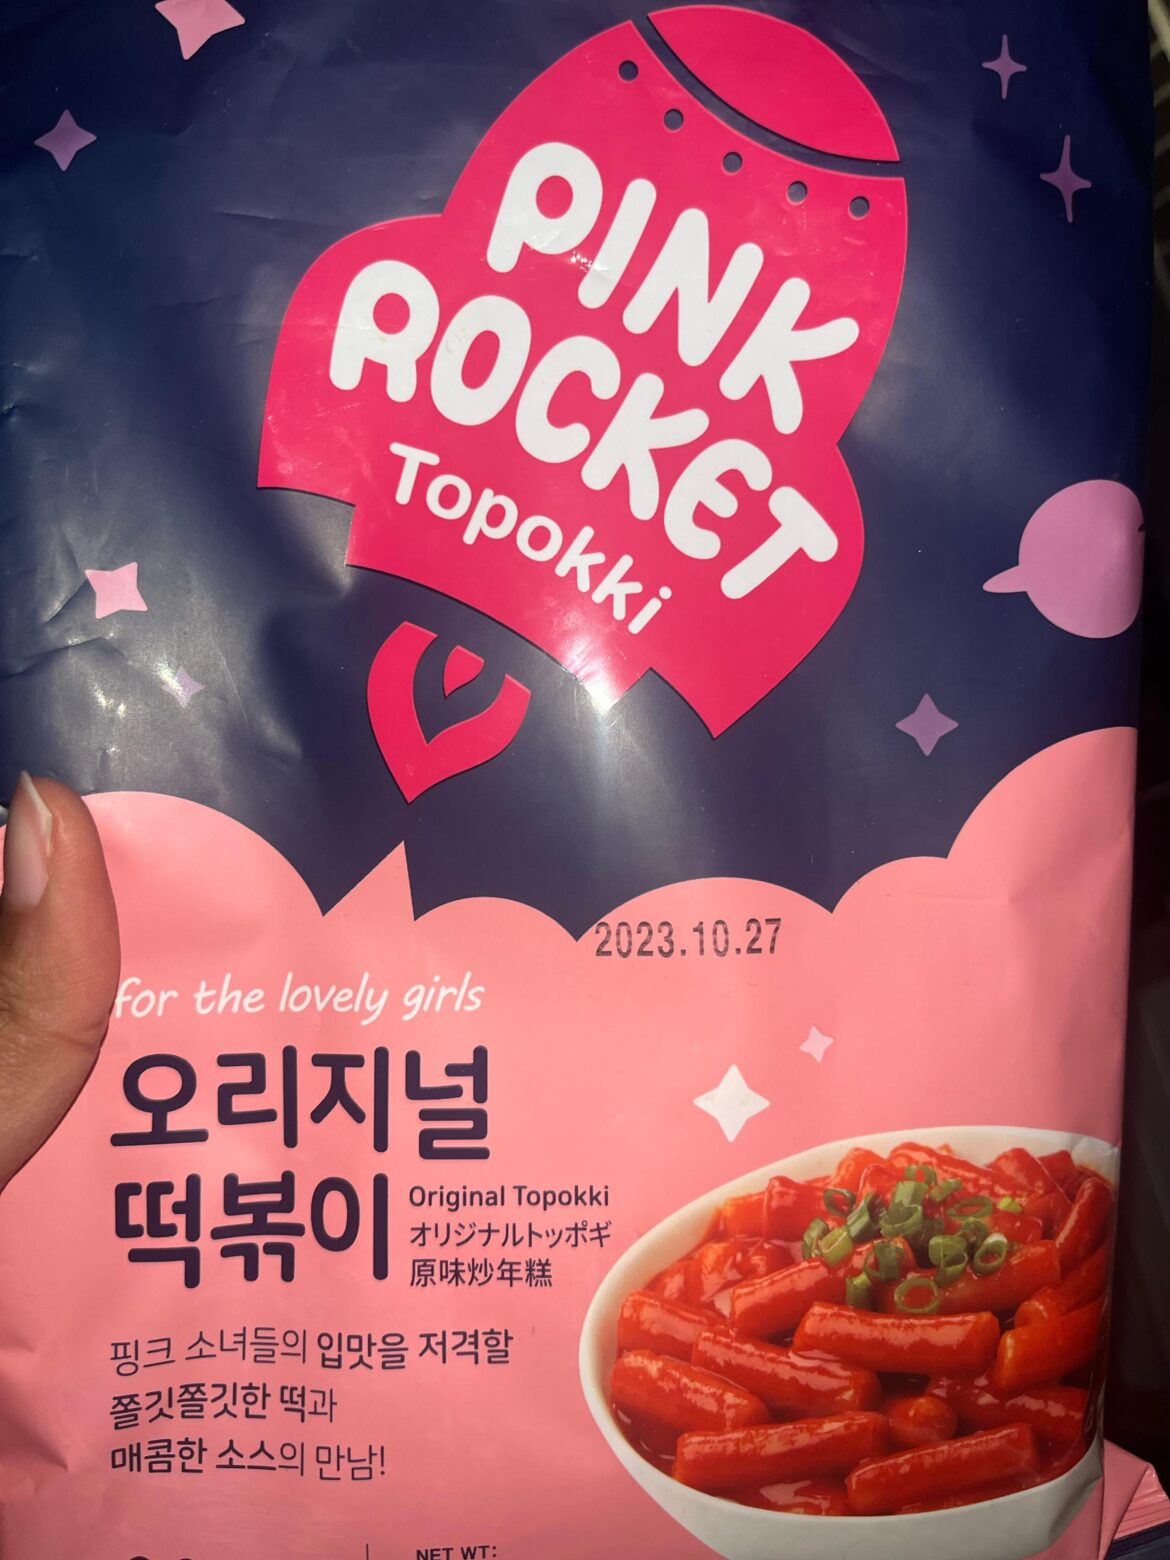 PINK
ROCKET
Topokki
2023.10.27
for the lovely girls
오리지널
떡볶이
Original Topokki
オリジナルトッポギ
原味炒年糕
핑크 소녀들의 입맛을 저격할
쫄깃쫄깃한 떡과
매콤한 소스의 만남!
NET WT: